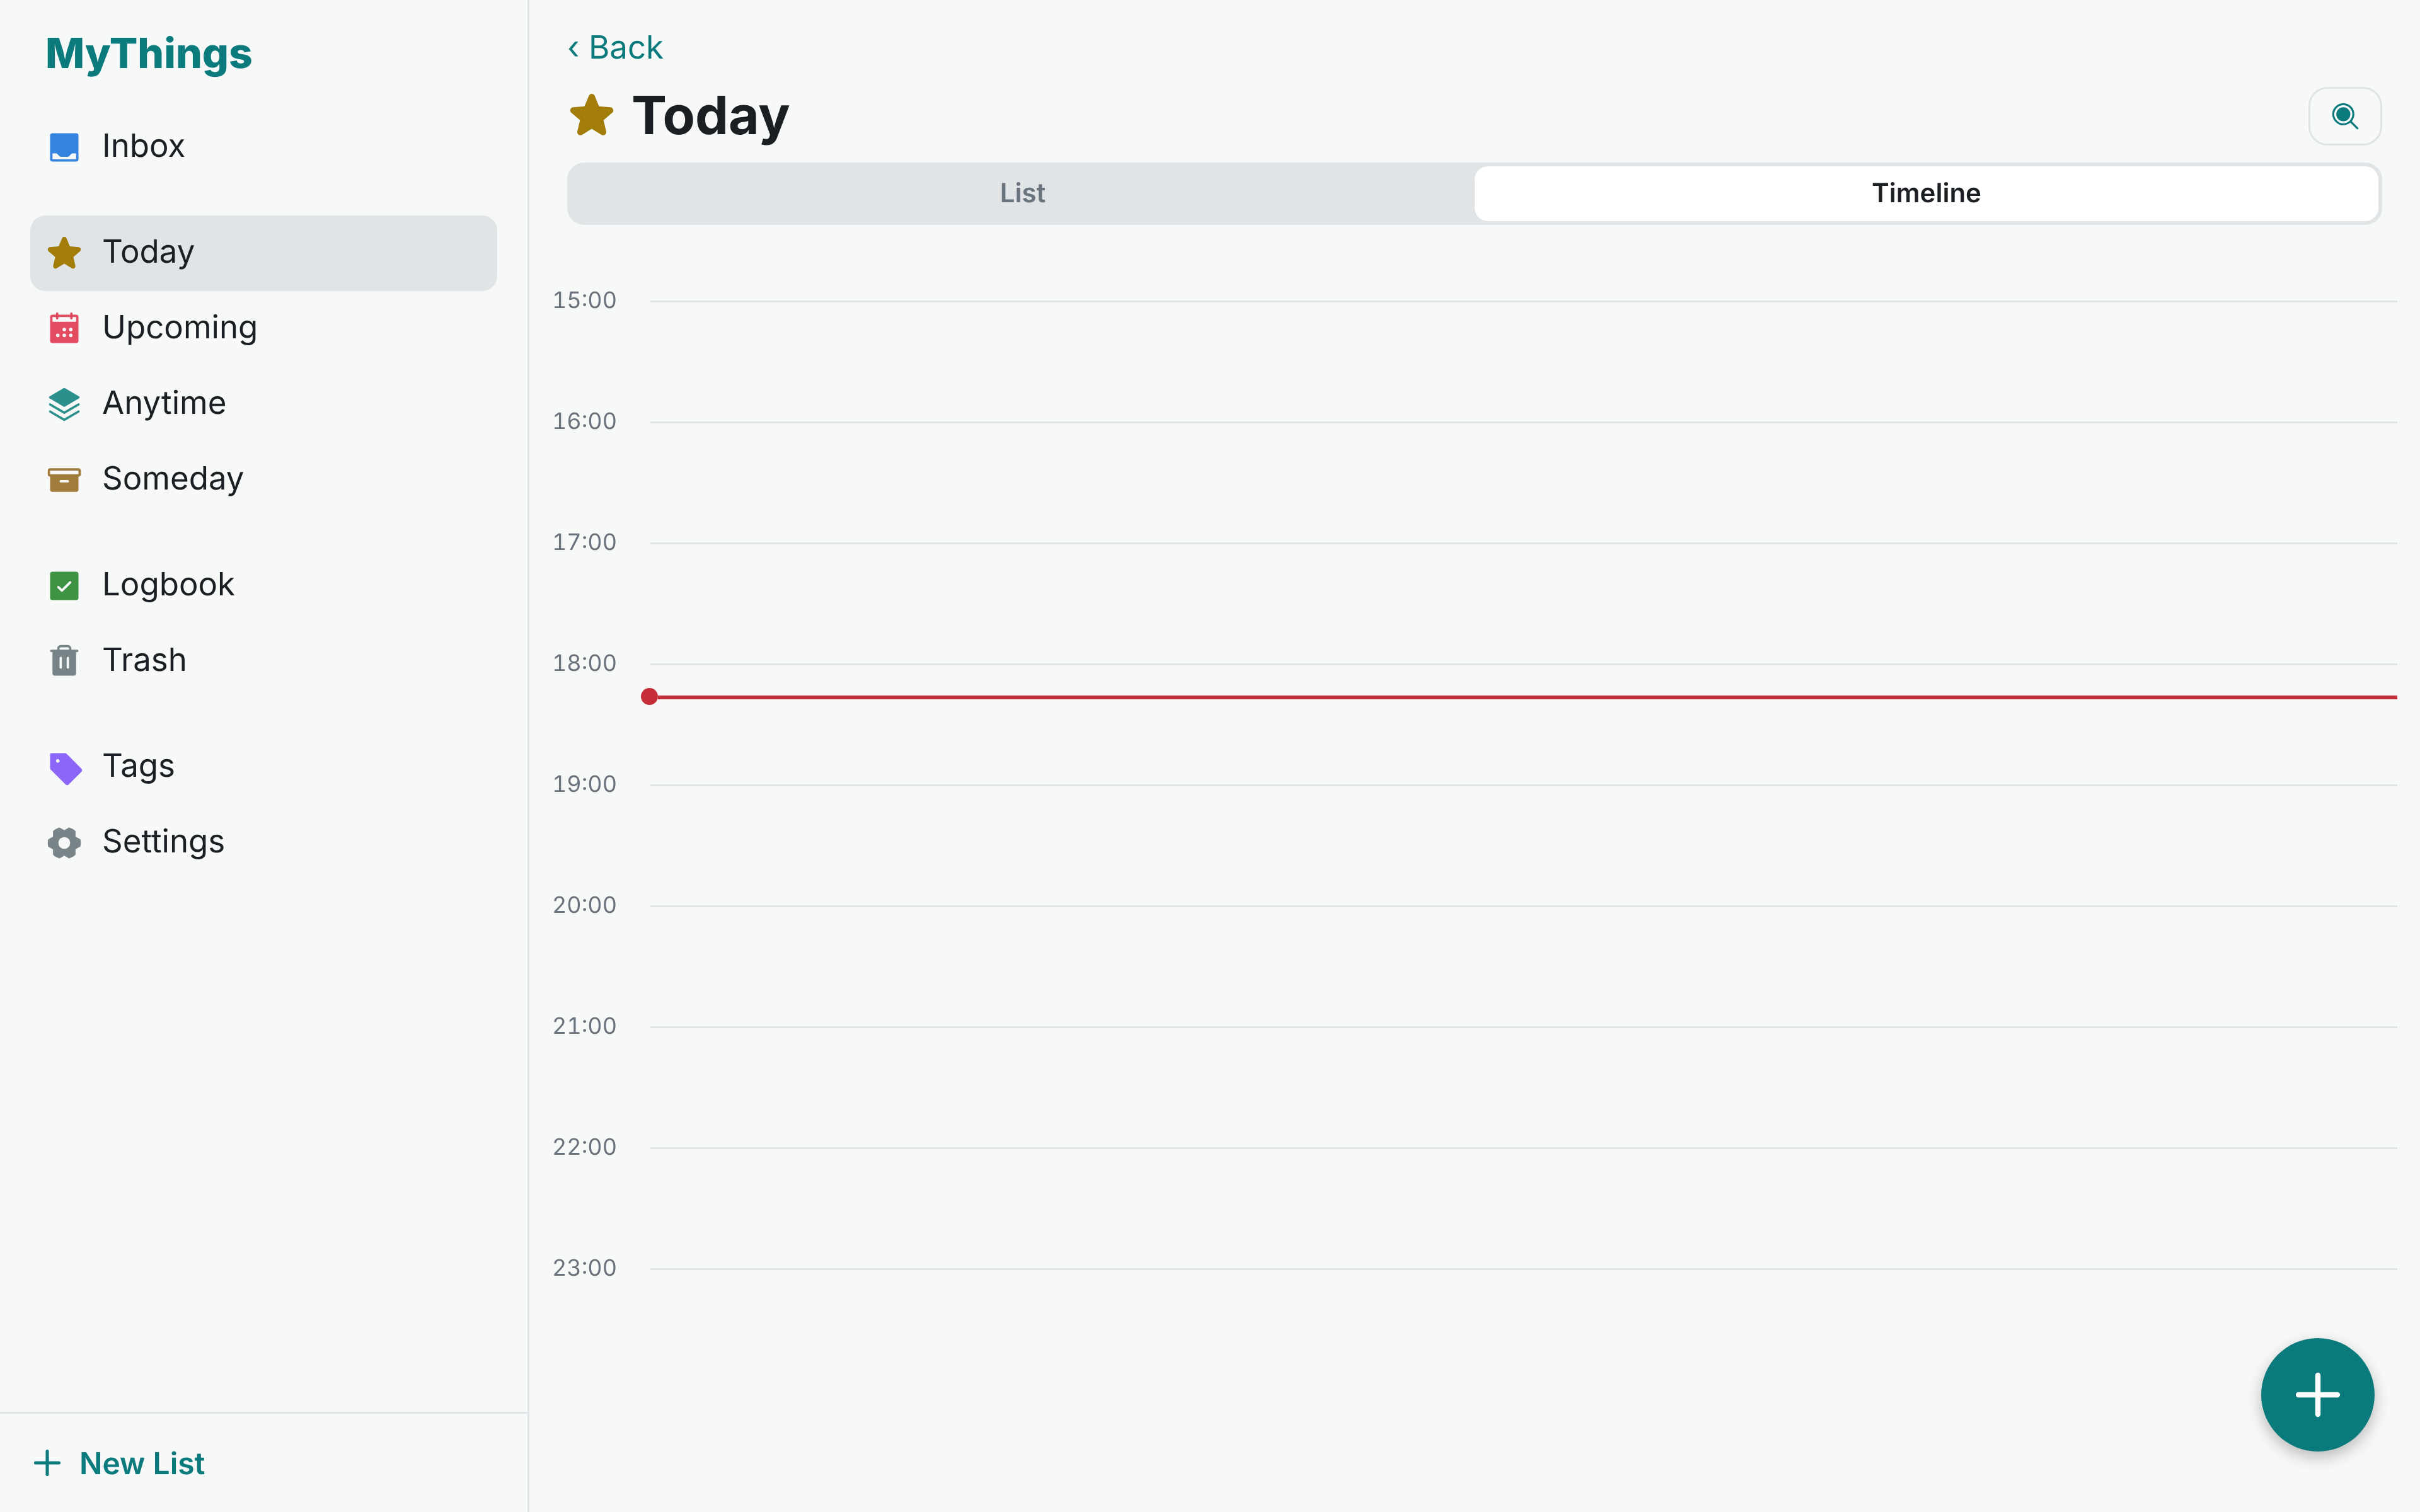 MyThings
Inbox
Today
Upcoming
Anytime
Someday
Logbook
Trash
Tags
Settings
New List
‹ Back
Today
List
Timeline
15:00
16:00
17:00
18:00
19:00
20:00
21:00
22:00
23:00